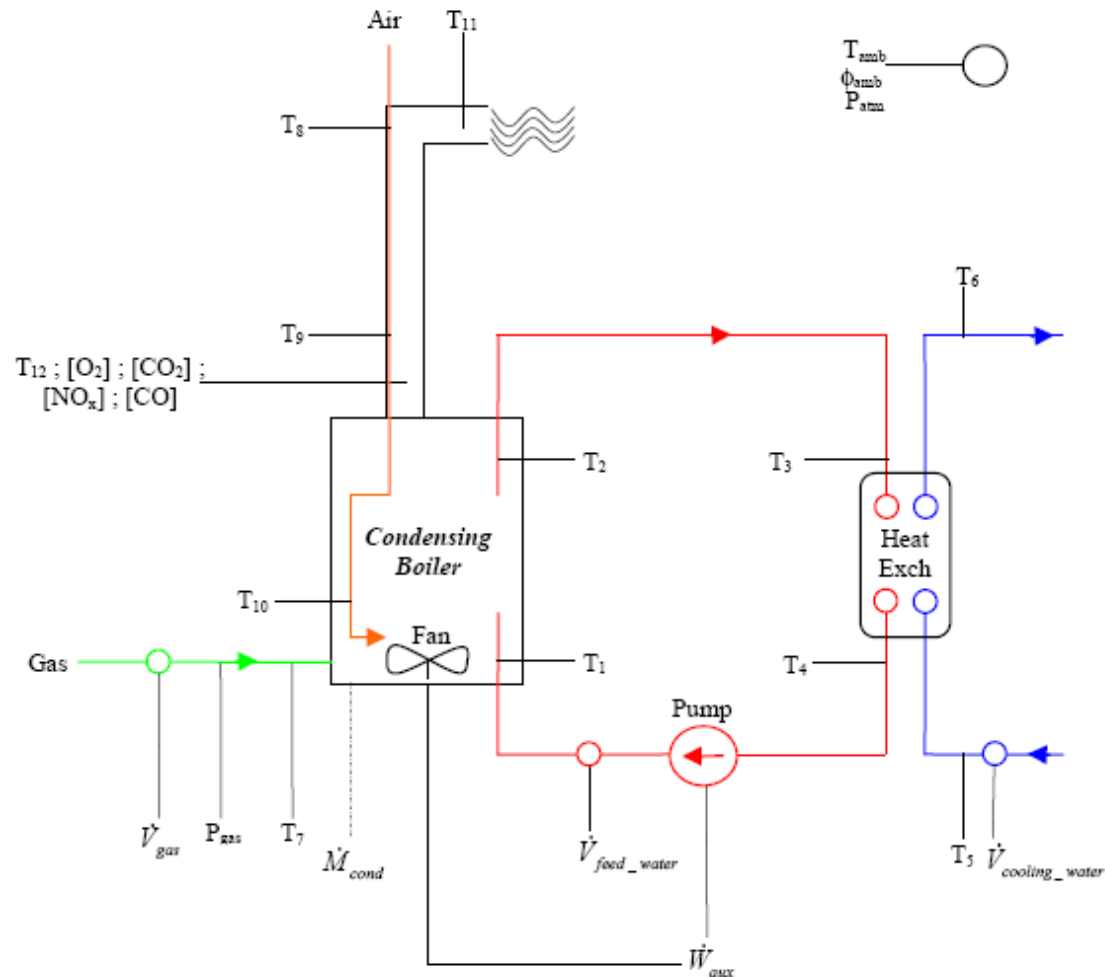 Air
T₁₁
Tₐₘb
ϕₐₘb
Pₐₜₘ
T₈
T₆
T₉
T₁₂ ; [O₂] ; [CO₂] ;
[NOₓ] ; [CO]
T₂
T₃
Condensing
Boiler
Heat
Exch
T₁₀
Fan
Gas
T₁
T₄
Pump
V̇gas
Pgas
T₇
Ṁcond
V̇feed_water
T₅
V̇cooling_water
Ẇaux